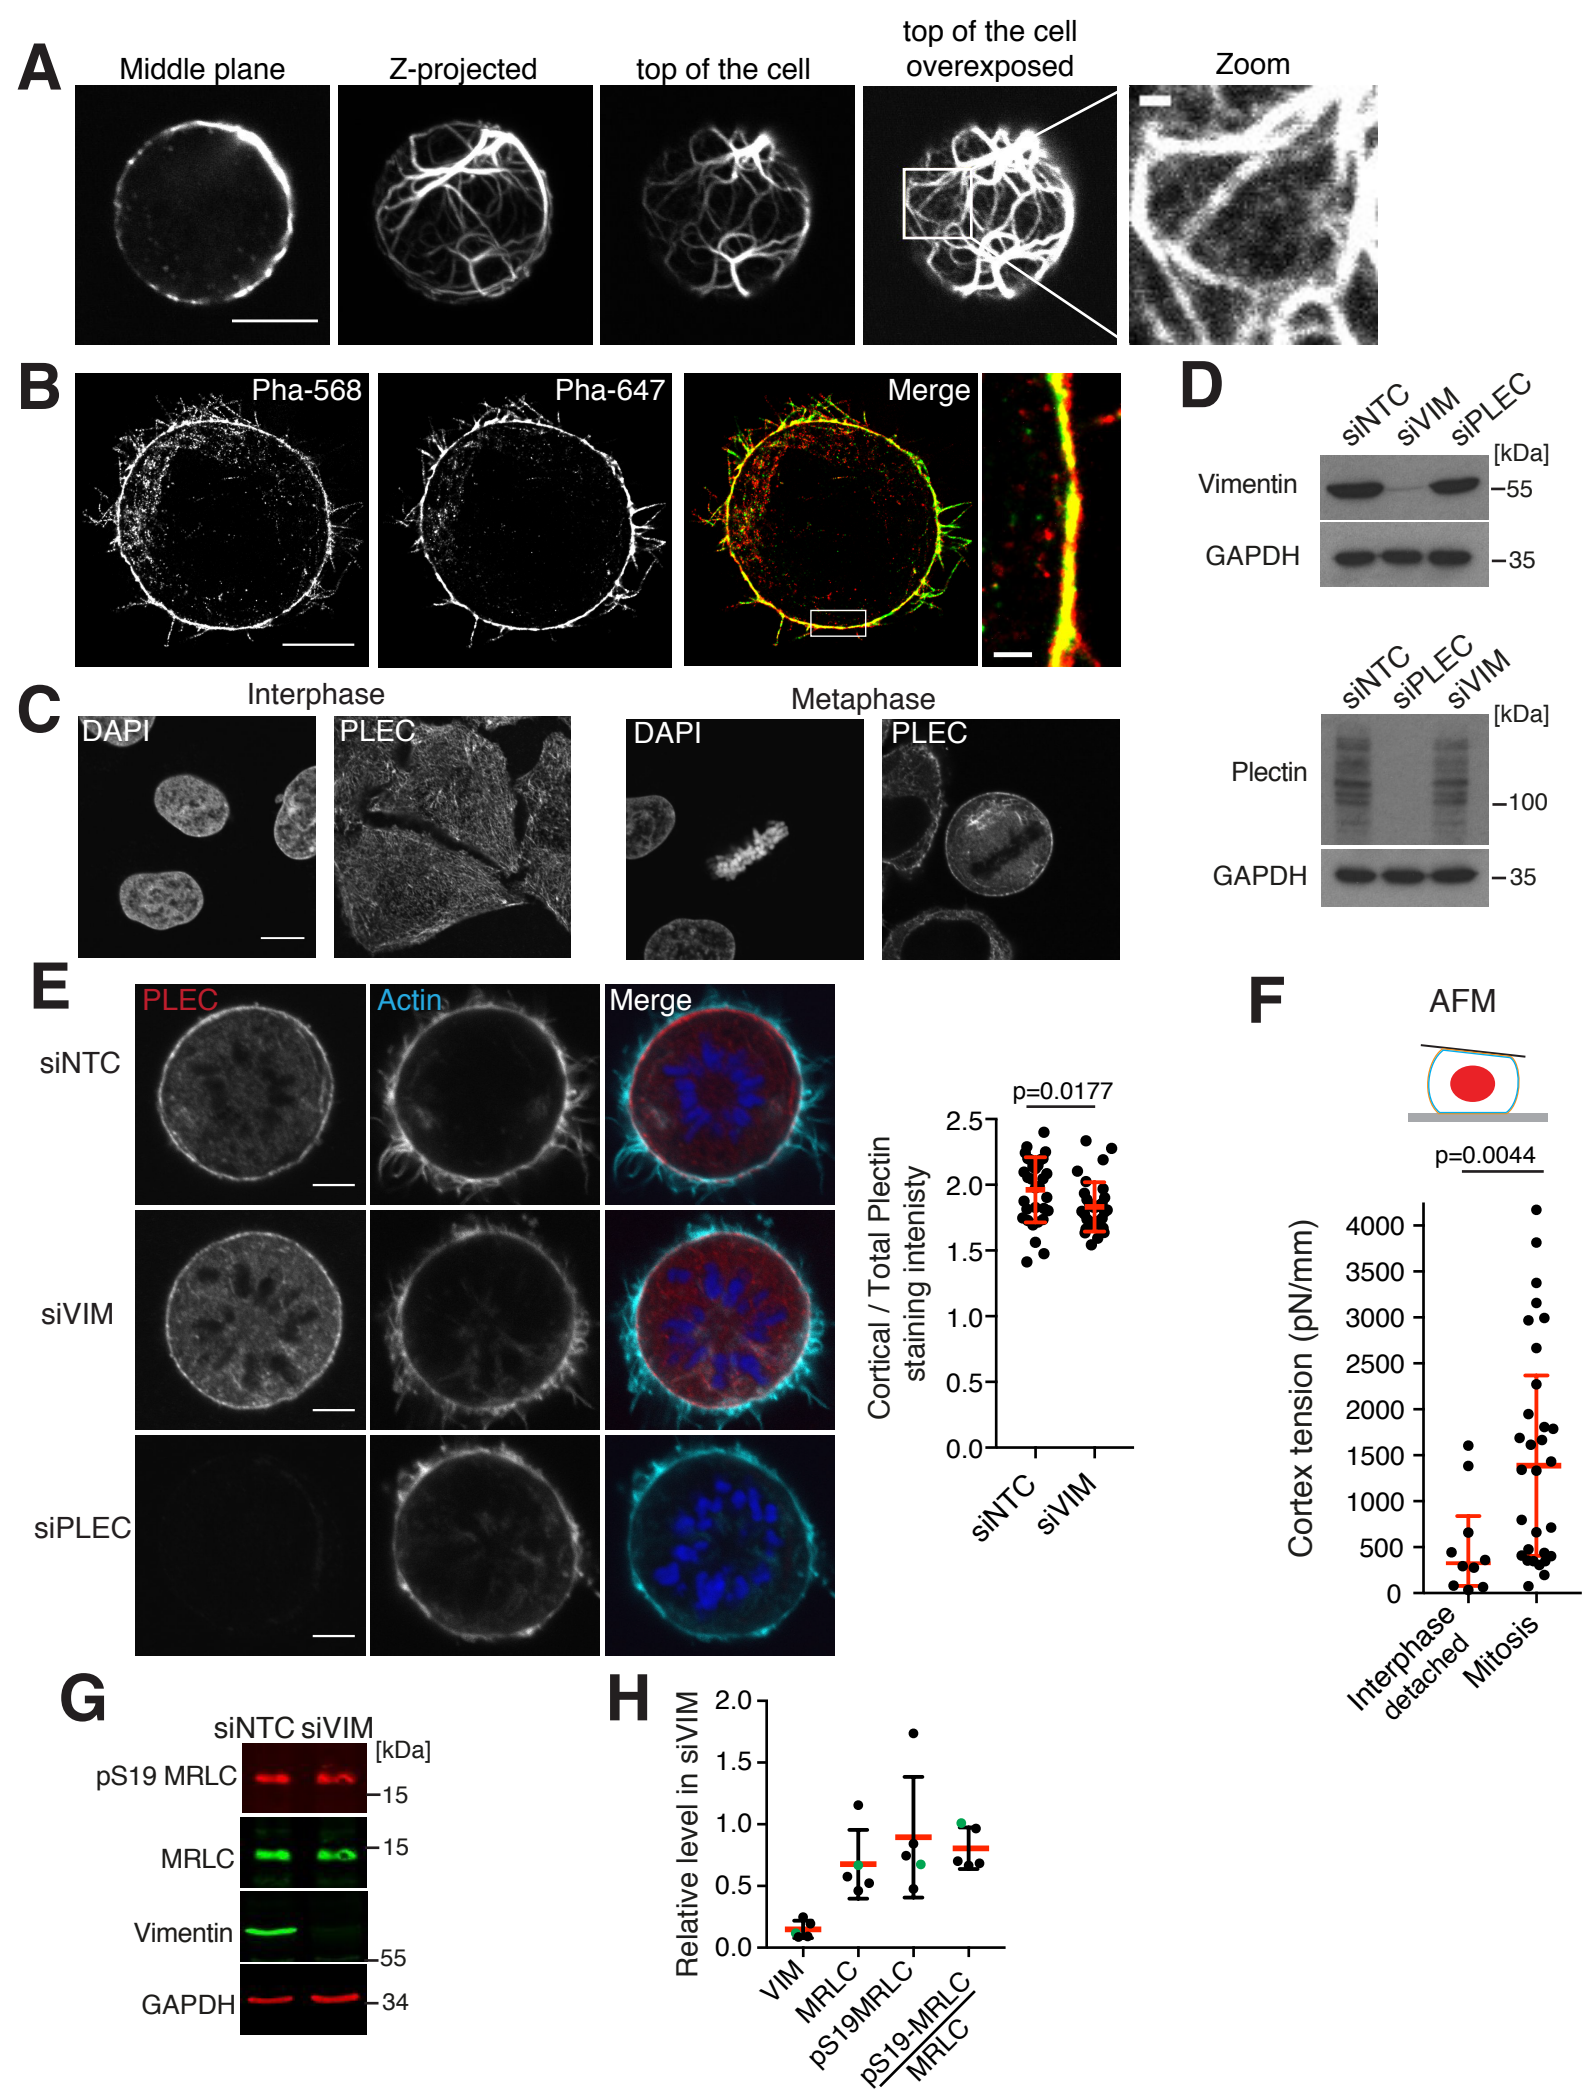 A
Middle plane
Z-projected
top of the cell
top of the cell
overexposed
Zoom
B
Pha-568
Pha-647
Merge
C
Interphase
Metaphase
DAPI
PLEC
DAPI
PLEC
D
siNTC
siVIM
siPLEC
[kDa]
Vimentin
55
GAPDH
35
siNTC
siPLEC
siVIM
[kDa]
Plectin
100
GAPDH
35
E
PLEC
Actin
Merge
siNTC
siVIM
siPLEC
p=0.0177
Cortical / Total Plectin
staining intenisty
2.5
2.0
1.5
1.0
0.5
0.0
siNTC
siVIM
F
AFM
p=0.0044
Cortex tension (pN/mm)
4000
3500
3000
2500
2000
1500
1000
500
0
Interphase
detached
Mitosis
G
siNTC siVIM
[kDa]
pS19 MRLC
15
MRLC
15
Vimentin
55
GAPDH
34
H
Relative level in siVIM
2.0
1.5
1.0
0.5
0.0
VIM
MRLC
pS19MRLC
pS19-MRLC
MRLC